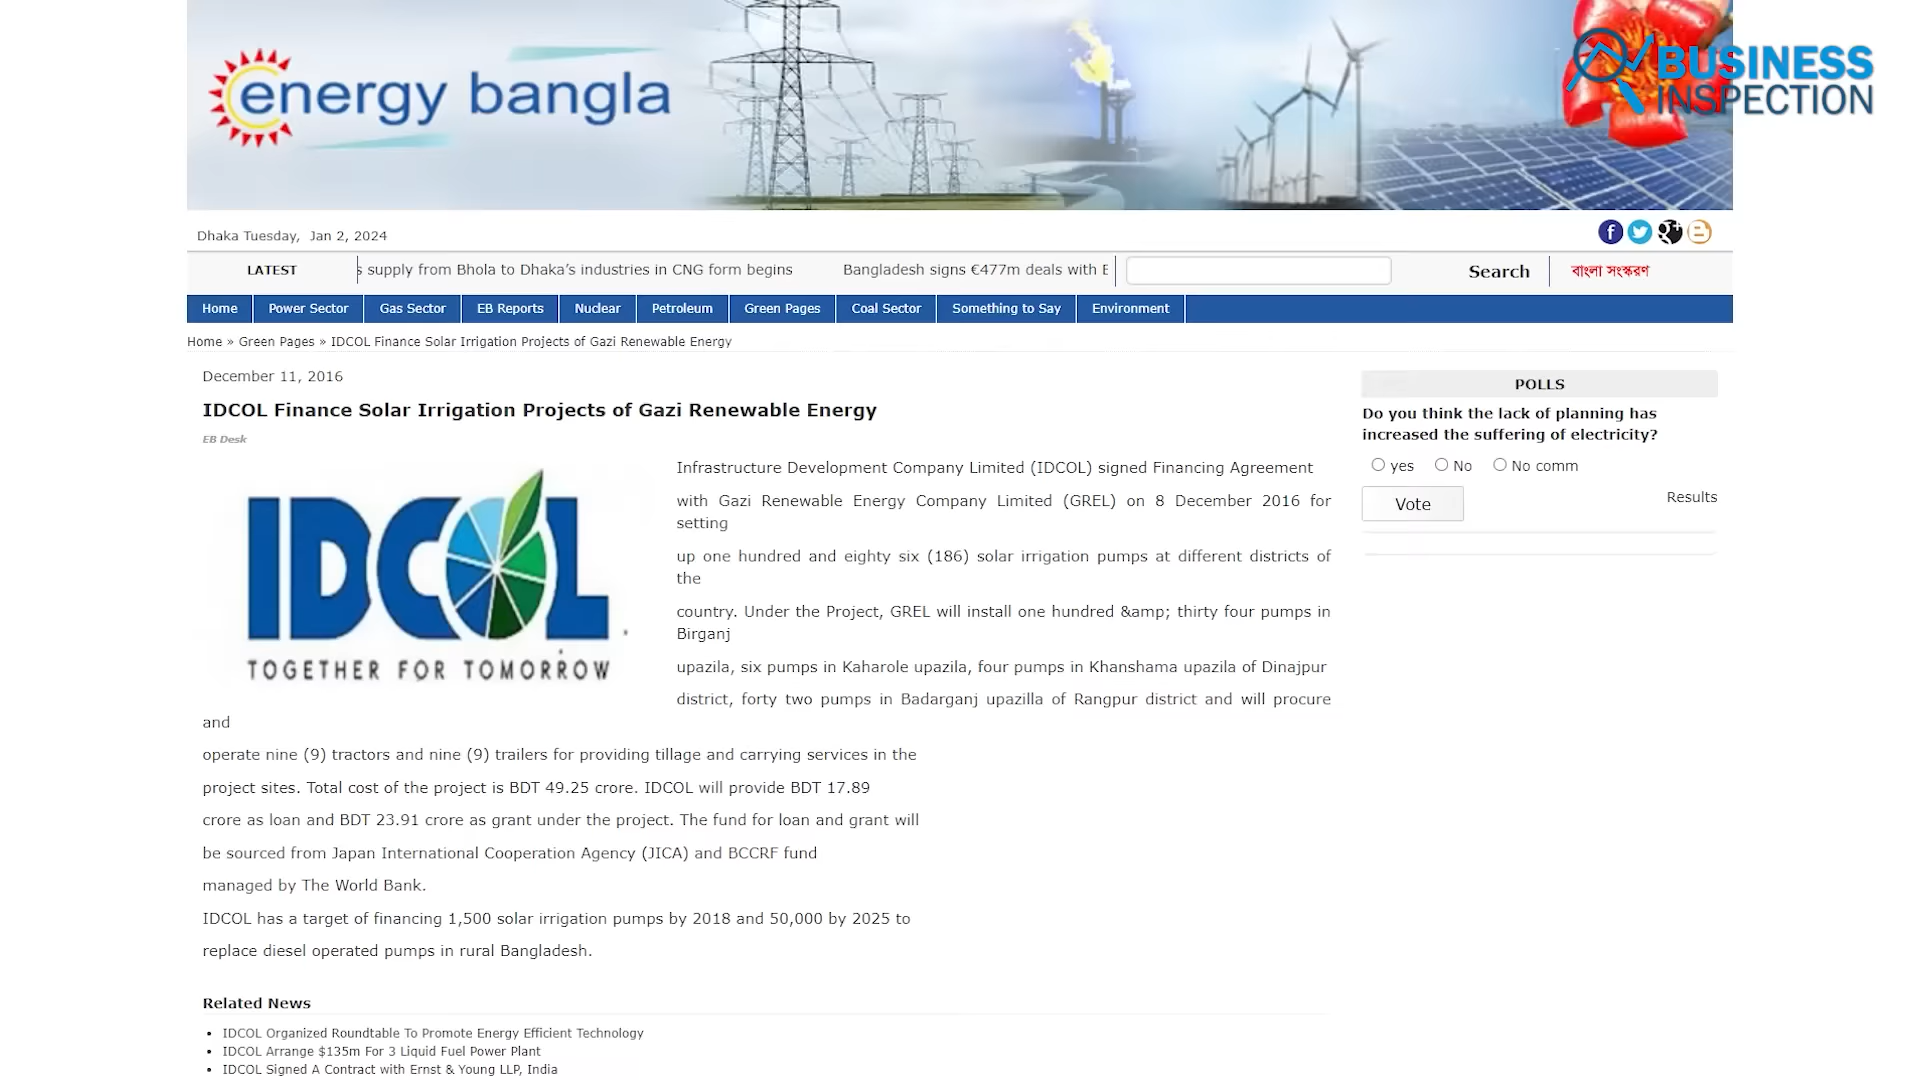 energy bangla
BUSINESS
INSPECTION
Dhaka Tuesday, Jan 2, 2024
LATEST
supply from Bhola to Dhaka’s industries in CNG form begins
Bangladesh signs €477m deals with E
Search
বাংলা সংস্করণ
Home
Power Sector
Gas Sector
EB Reports
Nuclear
Petroleum
Green Pages
Coal Sector
Something to Say
Environment
Home » Green Pages » IDCOL Finance Solar Irrigation Projects of Gazi Renewable Energy
December 11, 2016
IDCOL Finance Solar Irrigation Projects of Gazi Renewable Energy
EB Desk
IDCOL
TOGETHER FOR TOMORROW
Infrastructure Development Company Limited (IDCOL) signed Financing Agreement
with Gazi Renewable Energy Company Limited (GREL) on 8 December 2016 for
setting
up one hundred and eighty six (186) solar irrigation pumps at different districts of
the
country. Under the Project, GREL will install one hundred &amp; thirty four pumps in
Birganj
upazila, six pumps in Kaharole upazila, four pumps in Khanshama upazila of Dinajpur
district, forty two pumps in Badarganj upazilla of Rangpur district and will procure
and
operate nine (9) tractors and nine (9) trailers for providing tillage and carrying services in the
project sites. Total cost of the project is BDT 49.25 crore. IDCOL will provide BDT 17.89
crore as loan and BDT 23.91 crore as grant under the project. The fund for loan and grant will
be sourced from Japan International Cooperation Agency (JICA) and BCCRF fund
managed by The World Bank.
IDCOL has a target of financing 1,500 solar irrigation pumps by 2018 and 50,000 by 2025 to
replace diesel operated pumps in rural Bangladesh.
Related News
IDCOL Organized Roundtable To Promote Energy Efficient Technology
IDCOL Arrange $135m For 3 Liquid Fuel Power Plant
IDCOL Signed A Contract with Ernst & Young LLP, India
POLLS
Do you think the lack of planning has
increased the suffering of electricity?
yes
No
No comm
Vote
Results